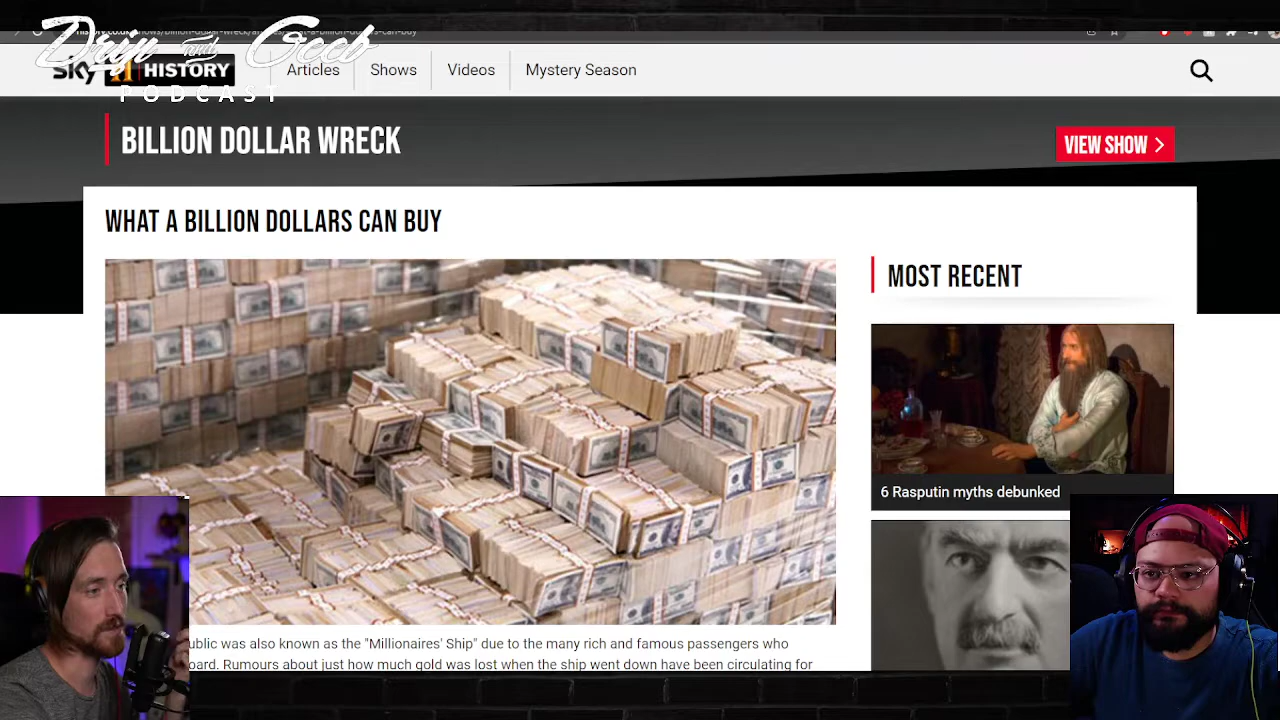 Drip and Geeb
PODCAST
sky HISTORY
Articles
Shows
Videos
Mystery Season
BILLION DOLLAR WRECK
VIEW SHOW
WHAT A BILLION DOLLARS CAN BUY
MOST RECENT
6 Rasputin myths debunked
ublic was also known as the "Millionaires' Ship" due to the many rich and famous passengers who
oard. Rumours about just how much gold was lost when the ship went down have been circulating for